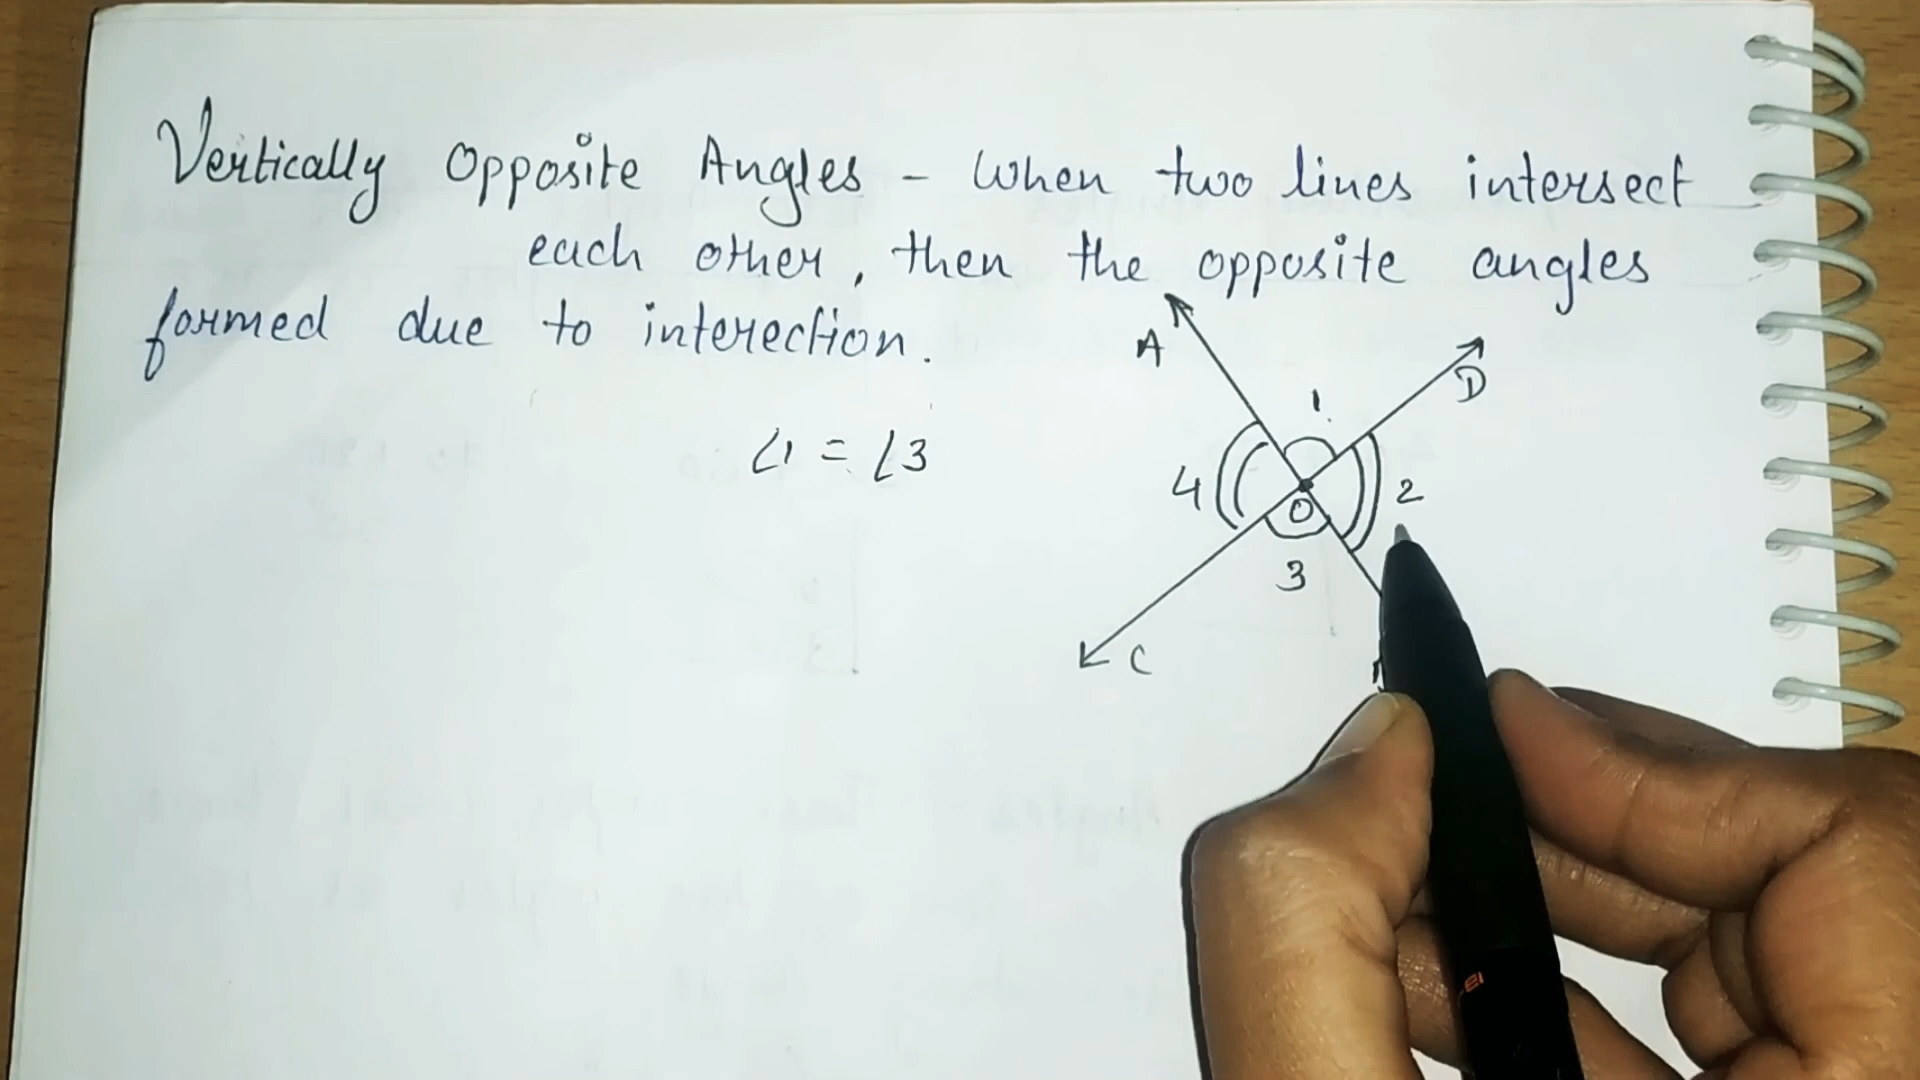 Vertically Opposite Angles - When two lines intersect
each other, then the opposite angles
formed due to interection.
A
D
1
∠1 = ∠3
4
2
O
3
C